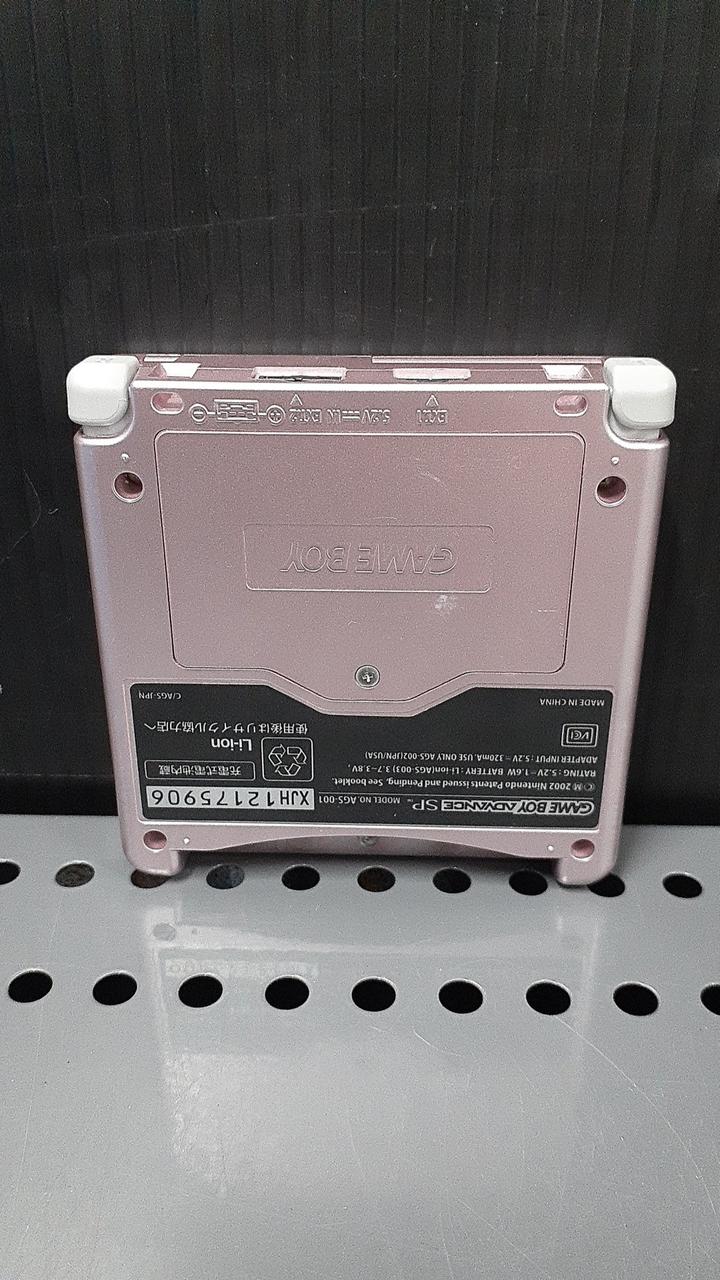 GAME BOY ADVANCE SP™ MODEL NO. AGS-001
XJH12175906
Ⓒ Ⓜ 2002 Nintendo Patents issued and Pending. See booklet.
RATING: 5.2V⎓1.6W BATTERY: Li-ion(AGS-003) 3.7-3.8V,
ADAPTER INPUT: 5.2V⎓320mA. USE ONLY AGS-002(JPN/USA)
VCI
充電式電池内蔵
Li-ion
使用後はリサイクル協力店へ
MADE IN CHINA
C/AGS-JPN
GAME BOY
EXT.1
5.2V⎓IN
EXT.2